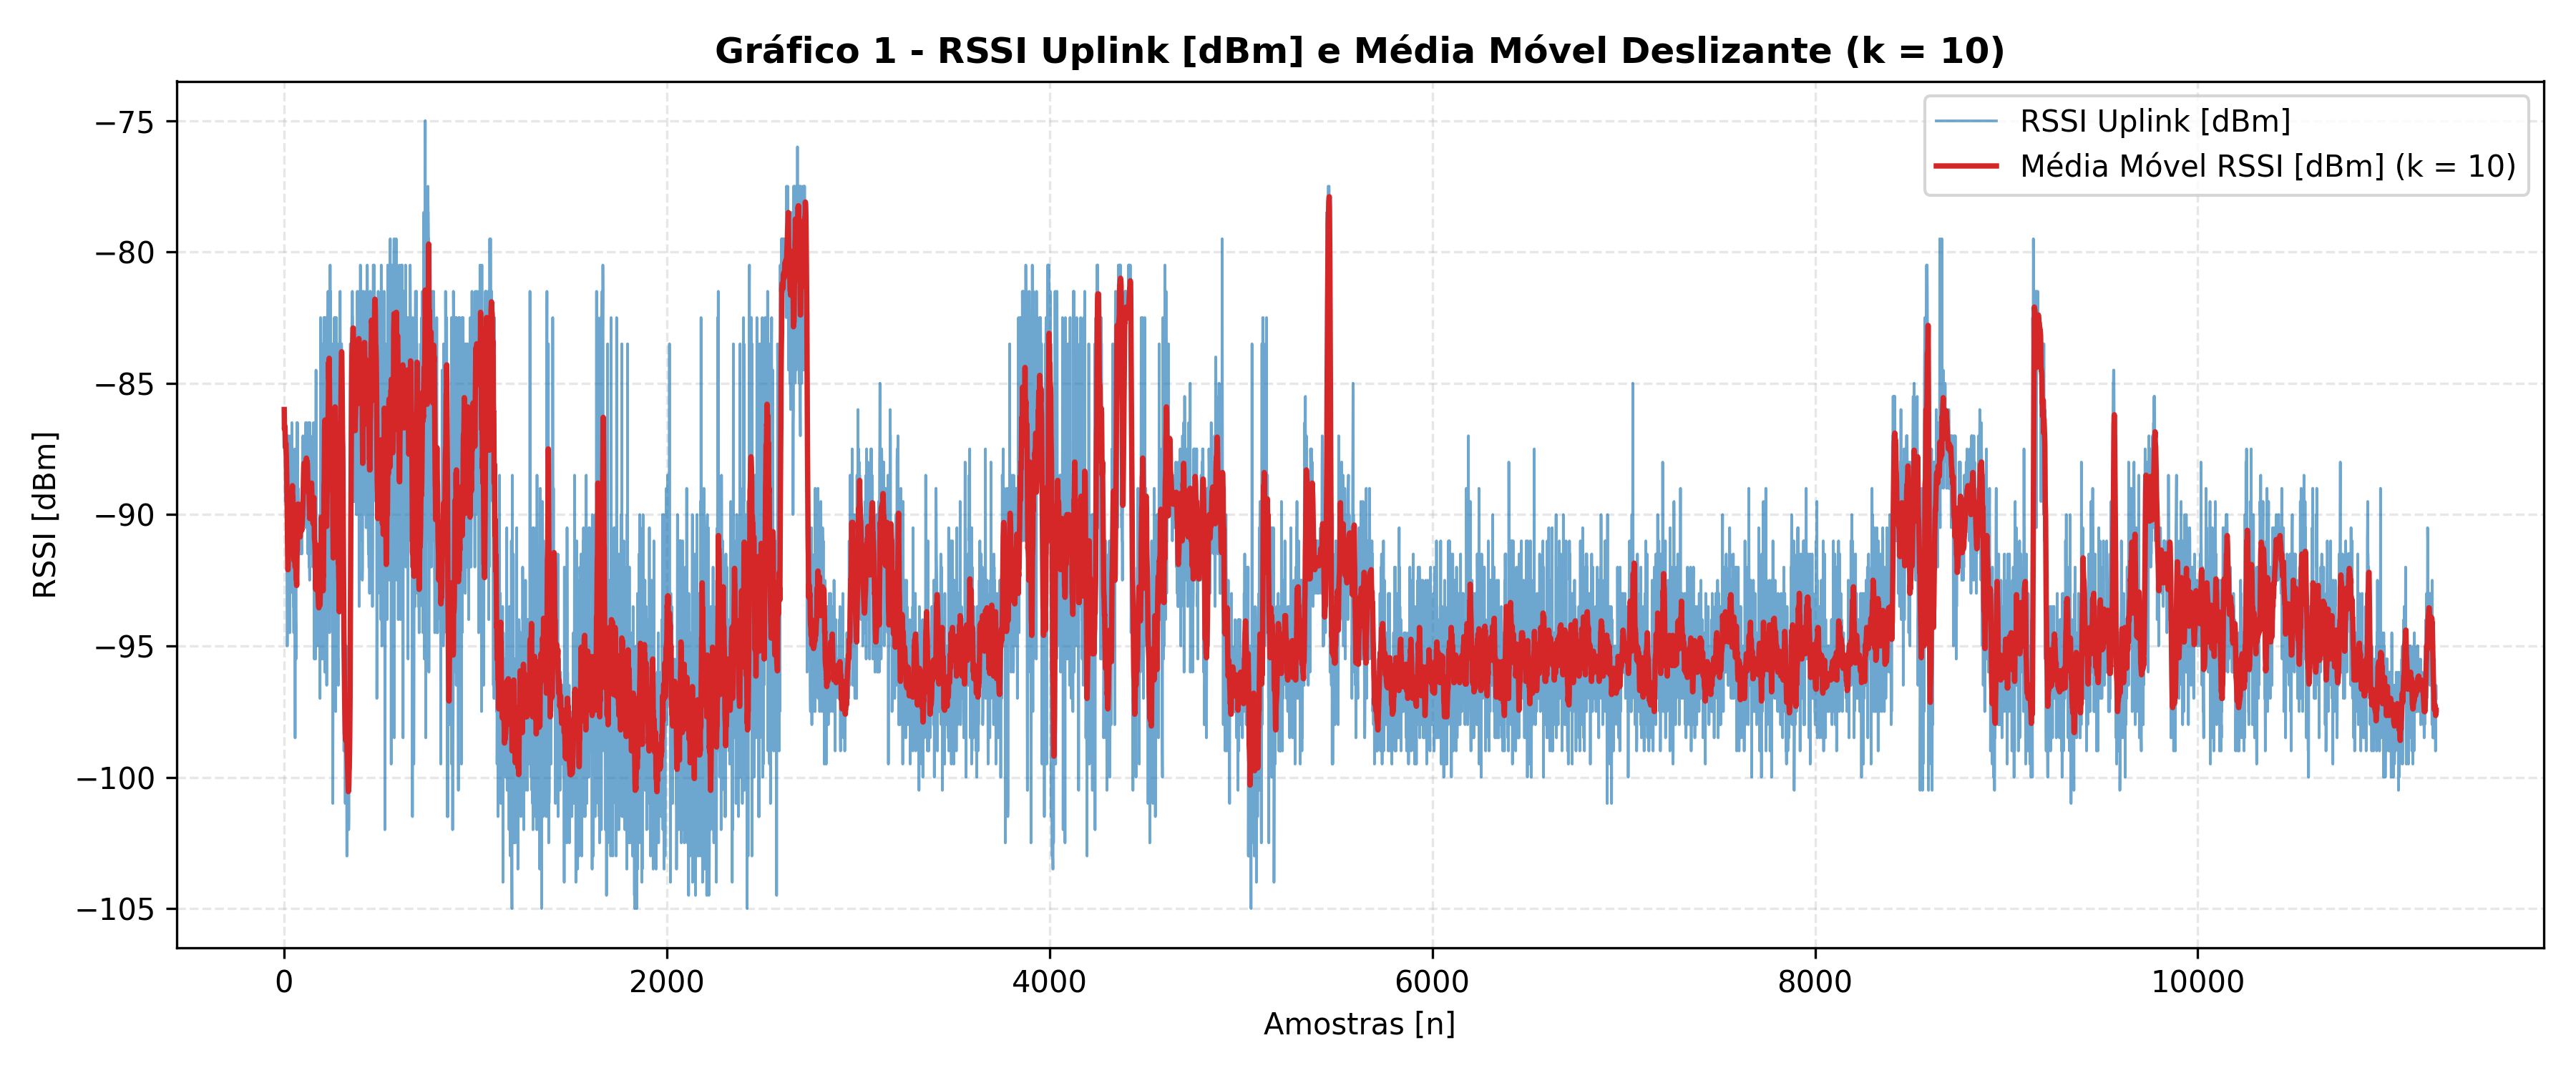 Gráfico 1 - RSSI Uplink [dBm] e Média Móvel Deslizante (k = 10)
RSSI Uplink [dBm]
Média Móvel RSSI [dBm] (k = 10)
RSSI [dBm]
−75
−80
−85
−90
−95
−100
−105
0 2000 4000 6000 8000 10000
Amostras [n]